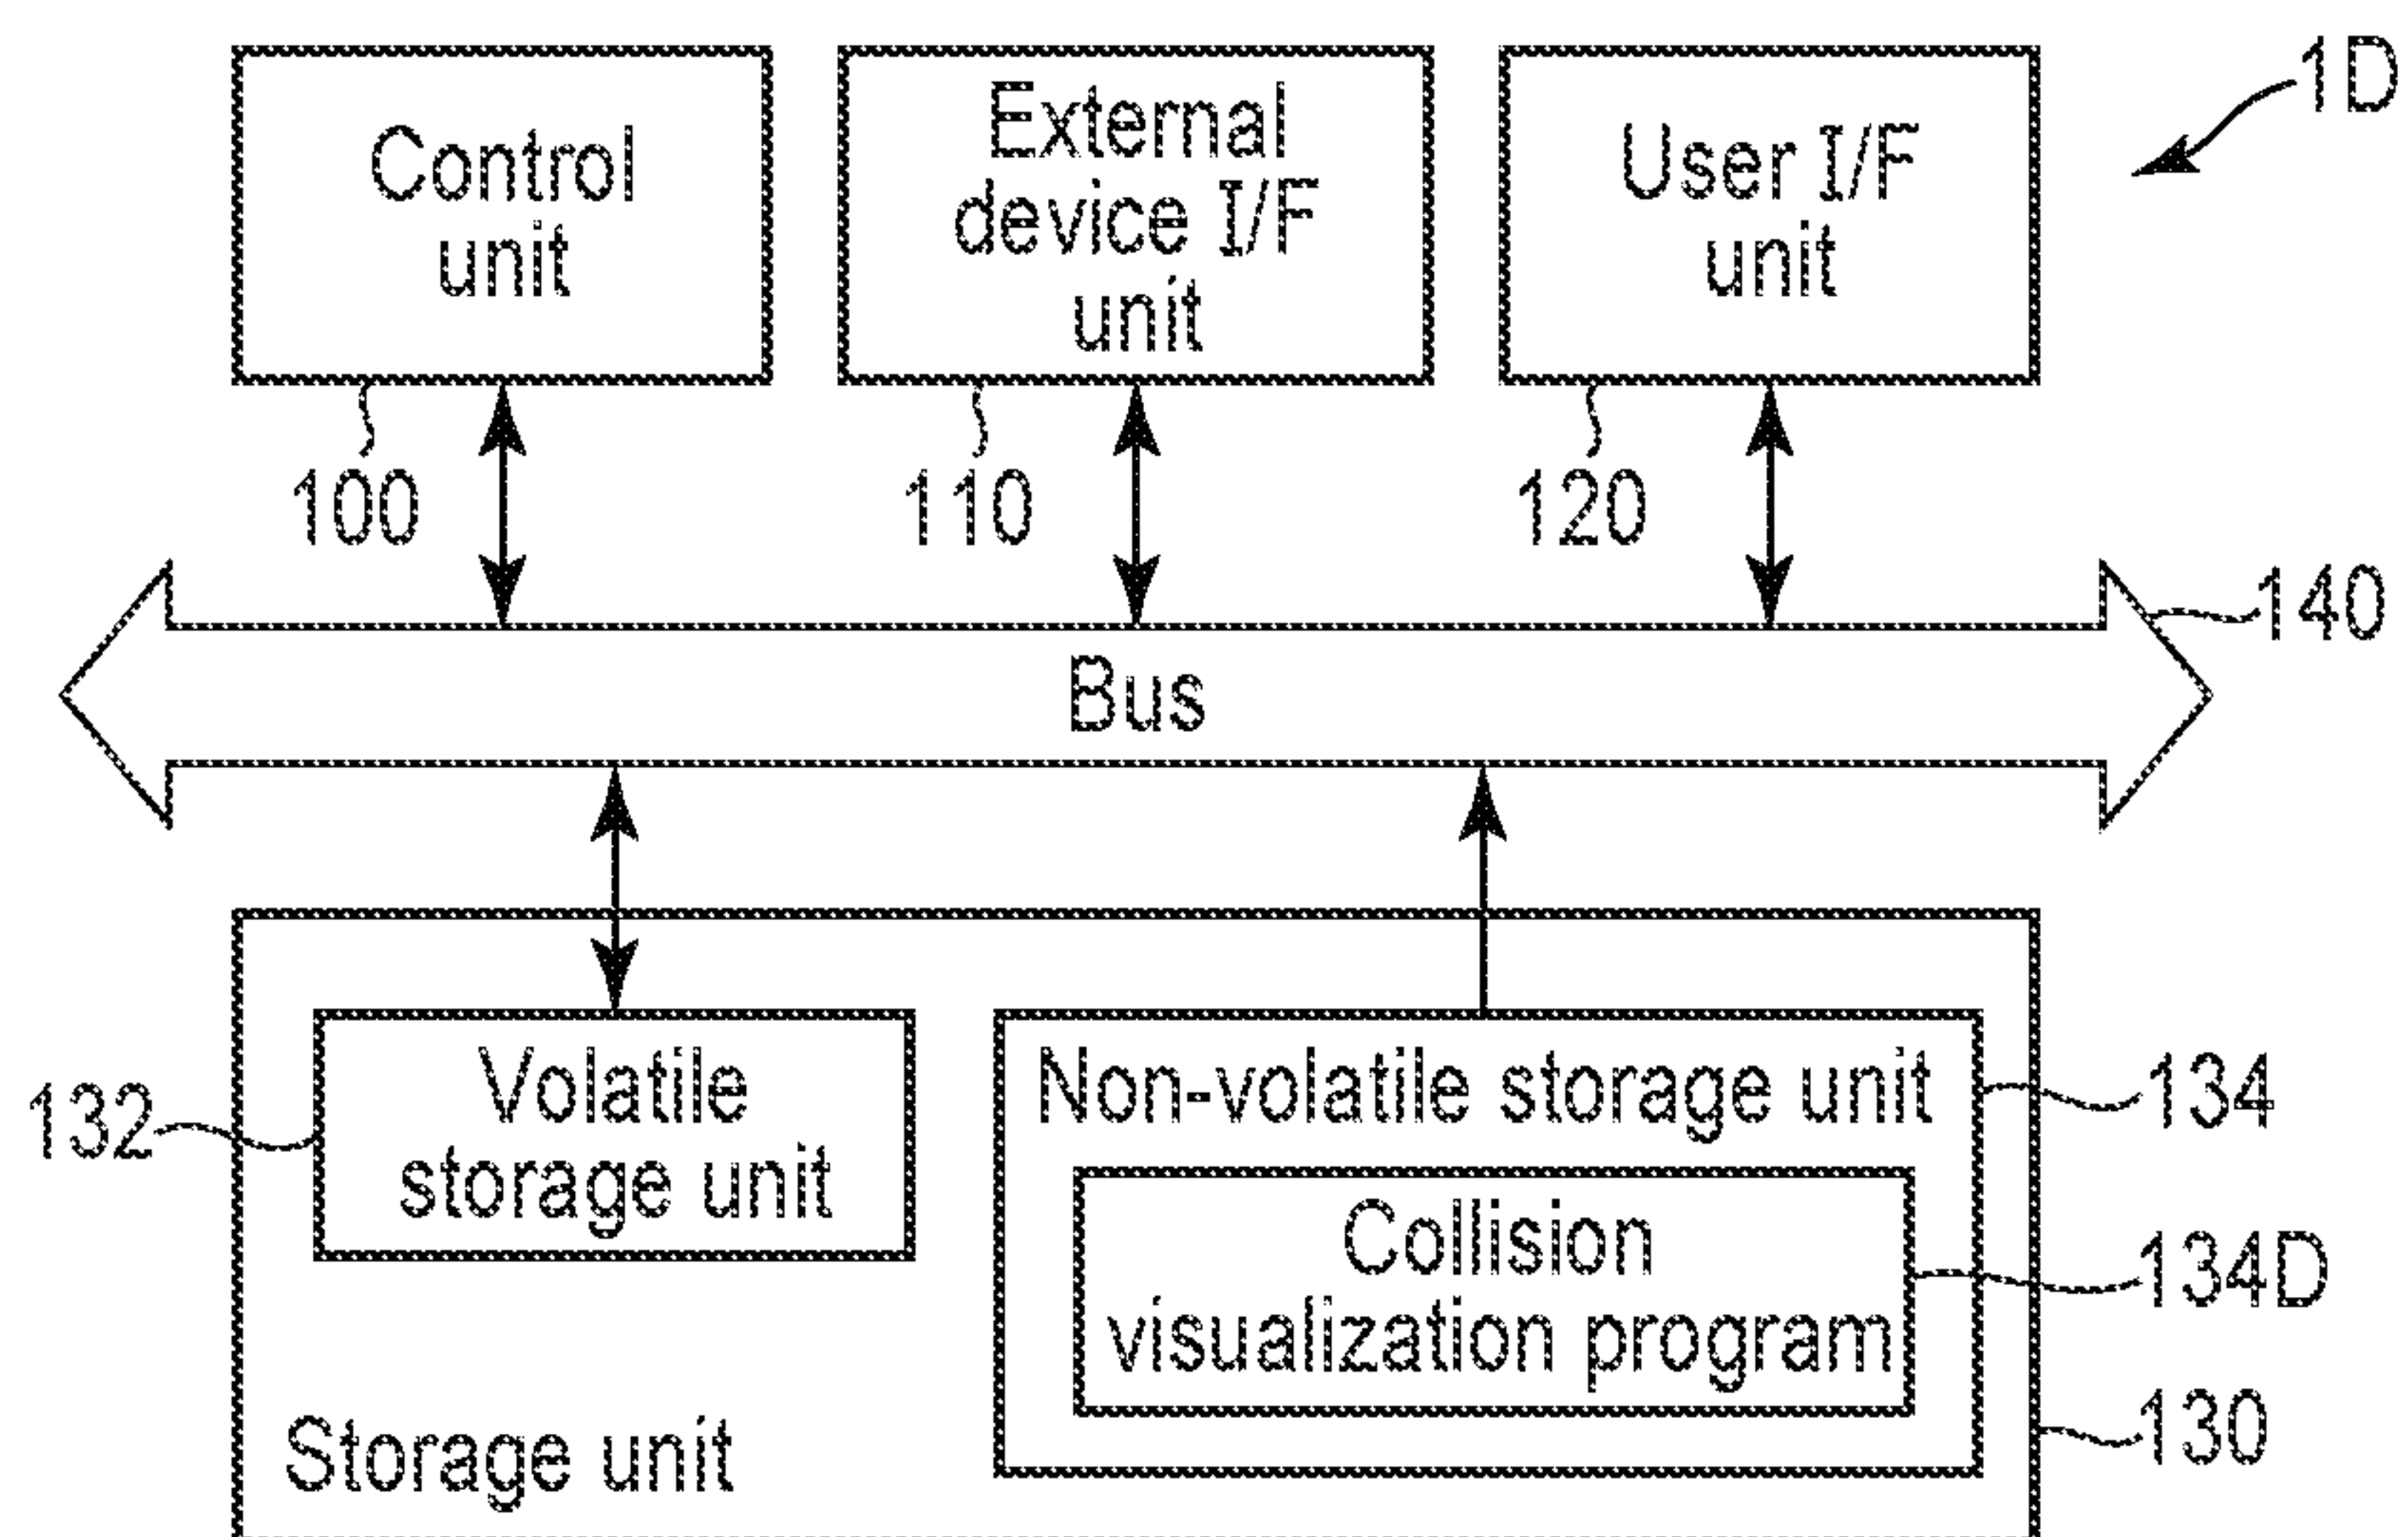 1D
Control
unit
External
device I/F
unit
User I/F
unit
100
110
120
140
Bus
132
Volatile
storage unit
Non-volatile storage unit
134
Collision
visualization program
134D
Storage unit
130